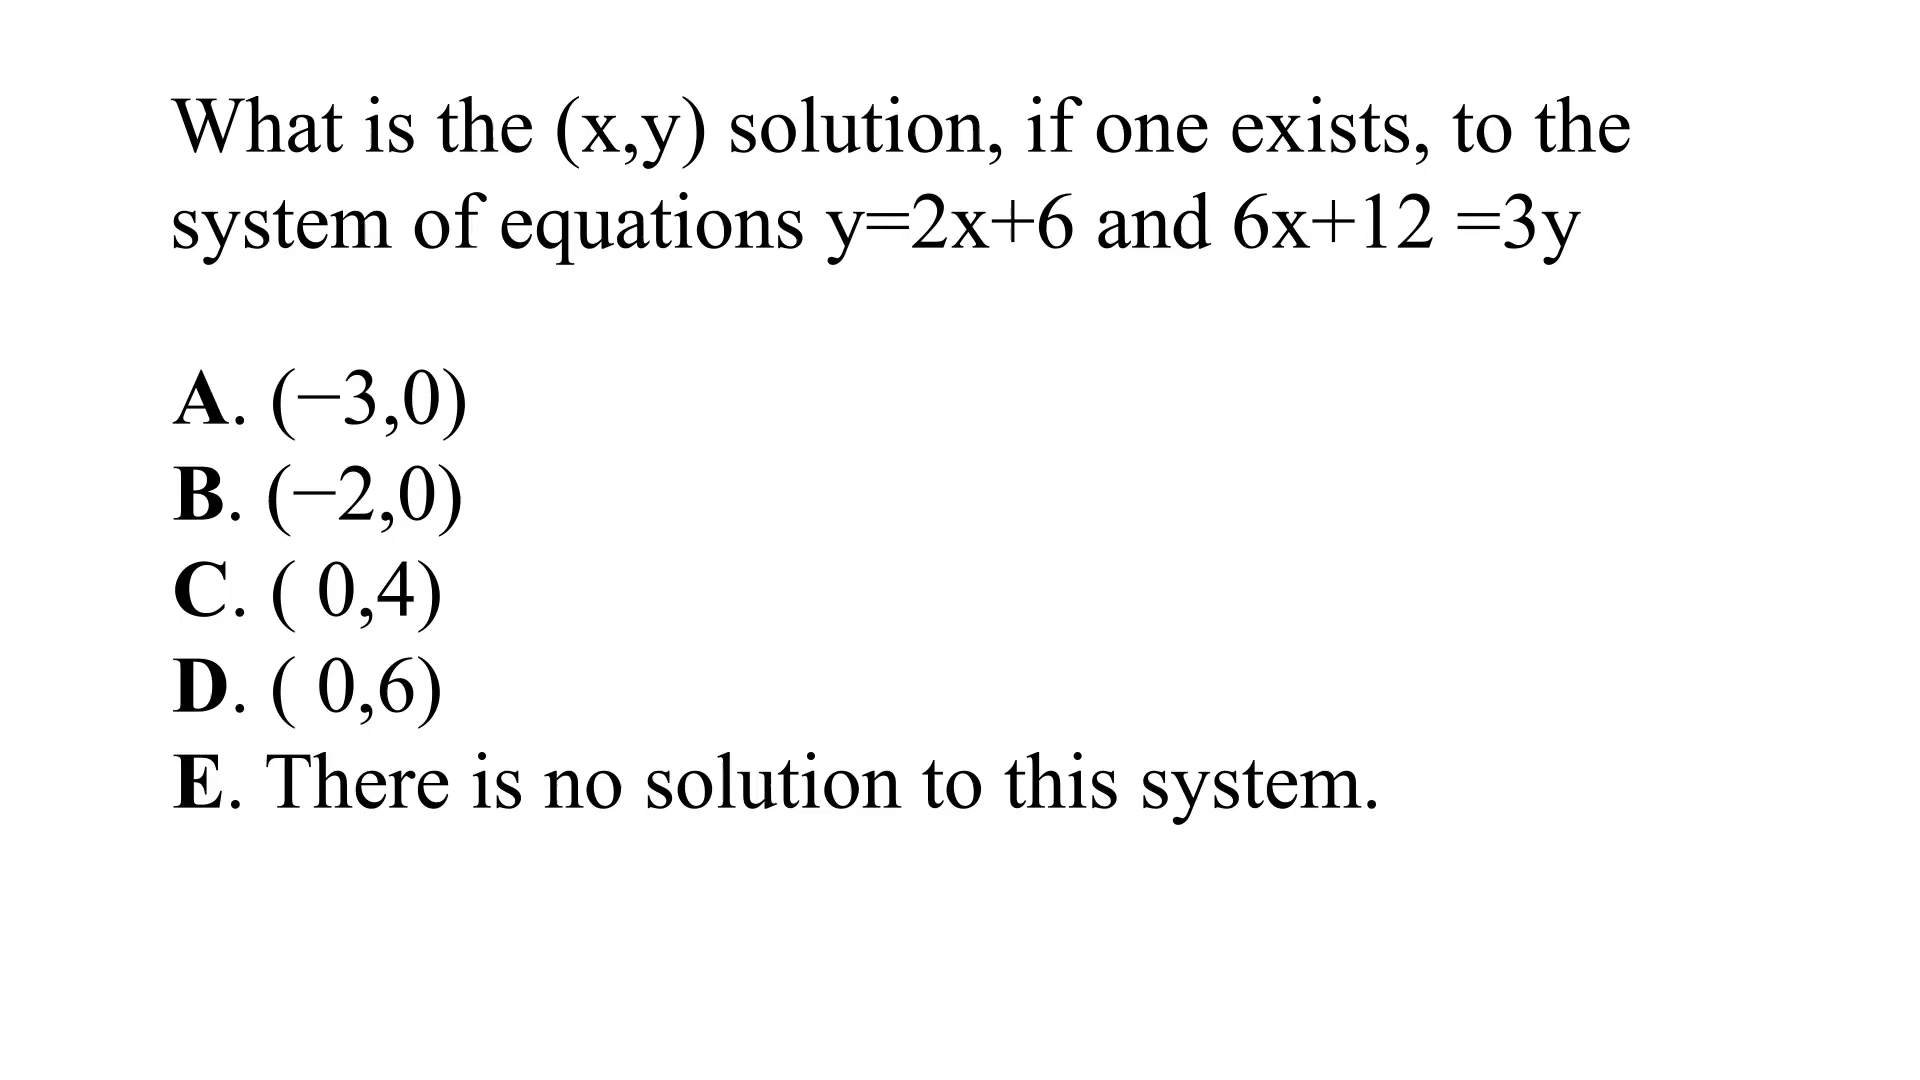 What is the (x,y) solution, if one exists, to the
system of equations y=2x+6 and 6x+12 =3y
A. (−3,0)
B. (−2,0)
C. ( 0,4)
D. ( 0,6)
E. There is no solution to this system.